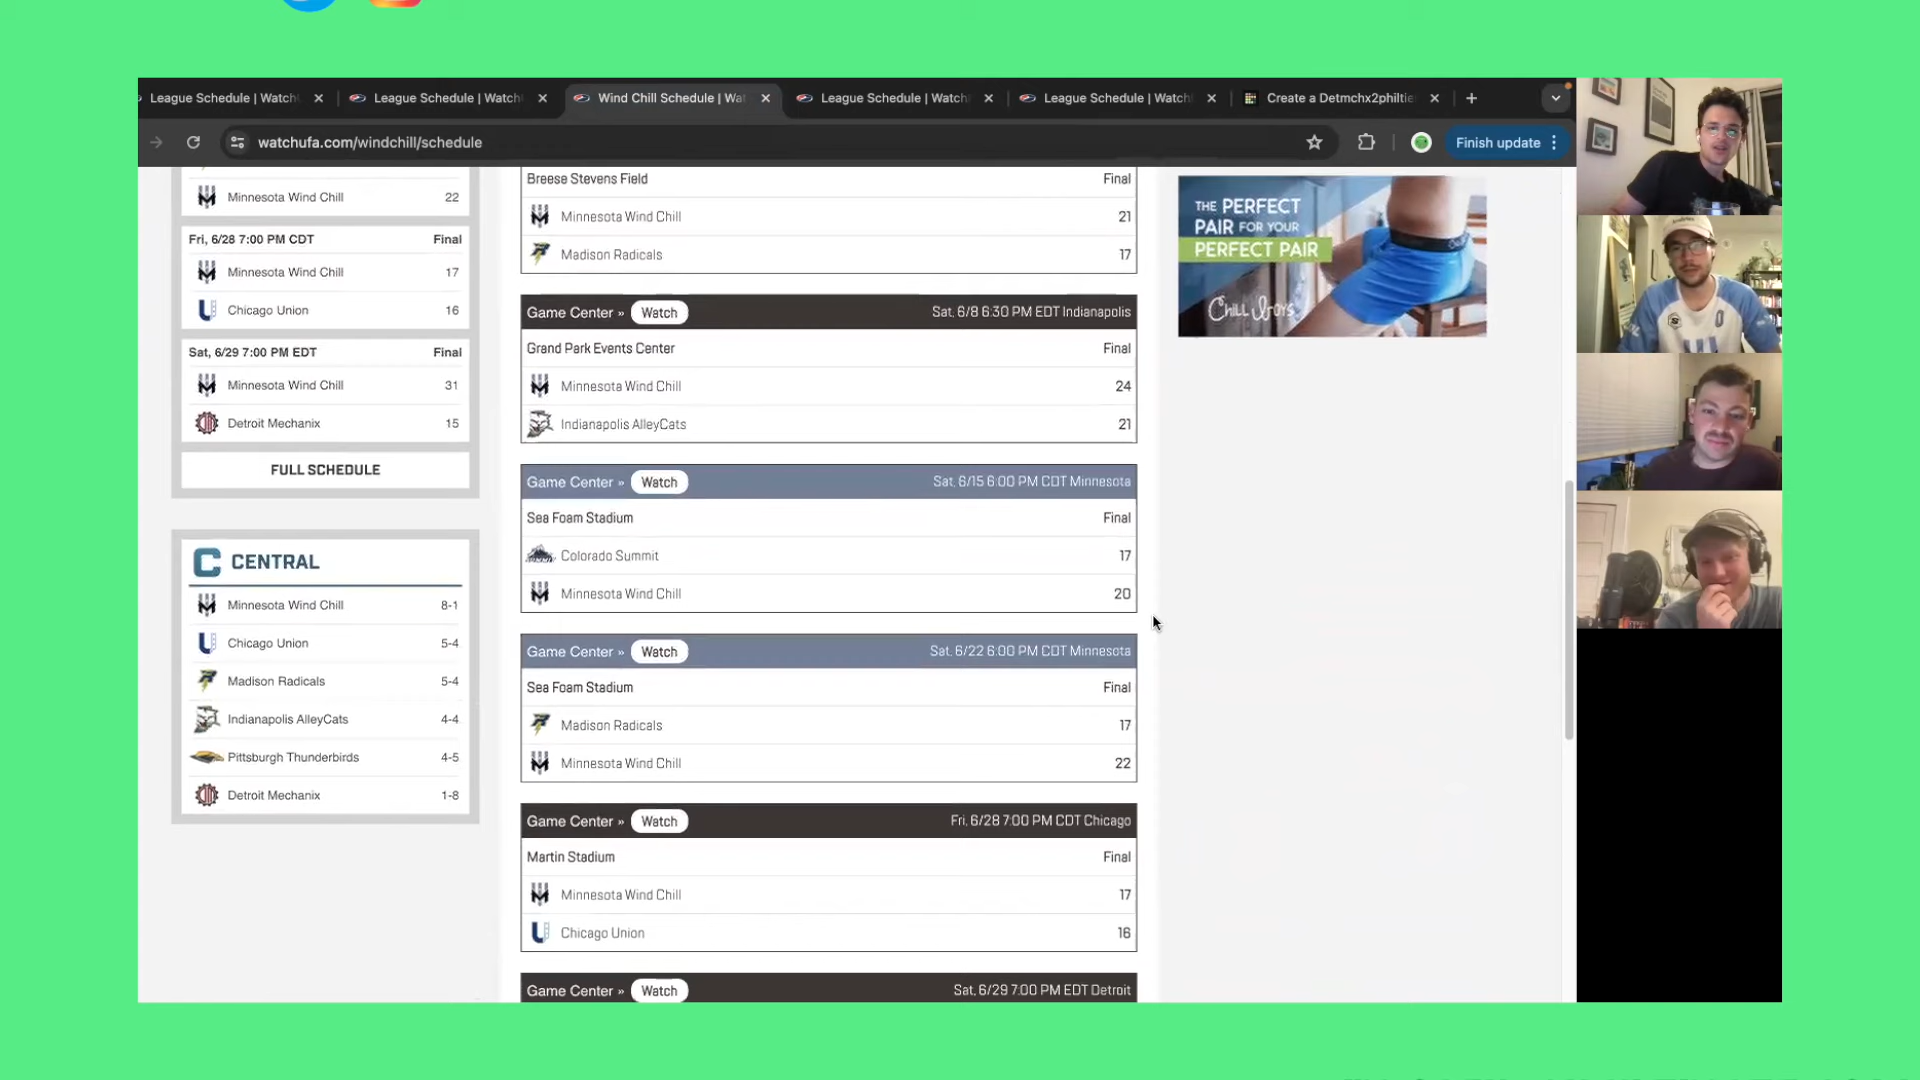 League Schedule | Watch
League Schedule | Watch
Wind Chill Schedule | Wat
League Schedule | Watch
League Schedule | Watch
Create a Detmchx2philtie
watchufa.com/windchill/schedule
Finish update
Minnesota Wind Chill 22
Fri, 6/28 7:00 PM CDT Final
Minnesota Wind Chill 17
Chicago Union 16
Sat, 6/29 7:00 PM EDT Final
Minnesota Wind Chill 31
Detroit Mechanix 15
FULL SCHEDULE
CENTRAL
Minnesota Wind Chill 8-1
Chicago Union 5-4
Madison Radicals 5-4
Indianapolis AlleyCats 4-4
Pittsburgh Thunderbirds 4-5
Detroit Mechanix 1-8
Breese Stevens Field Final
Minnesota Wind Chill 21
Madison Radicals 17
Game Center » Watch Sat, 6/8 6:30 PM EDT Indianapolis
Grand Park Events Center Final
Minnesota Wind Chill 24
Indianapolis AlleyCats 21
Game Center » Watch Sat, 6/15 6:00 PM CDT Minnesota
Sea Foam Stadium Final
Colorado Summit 17
Minnesota Wind Chill 20
Game Center » Watch Sat, 6/22 6:00 PM CDT Minnesota
Sea Foam Stadium Final
Madison Radicals 17
Minnesota Wind Chill 22
Game Center » Watch Fri, 6/28 7:00 PM CDT Chicago
Martin Stadium Final
Minnesota Wind Chill 17
Chicago Union 16
Game Center » Watch Sat, 6/29 7:00 PM EDT Detroit
THE PERFECT
PAIR FOR YOUR
PERFECT PAIR
CHILL BOYS